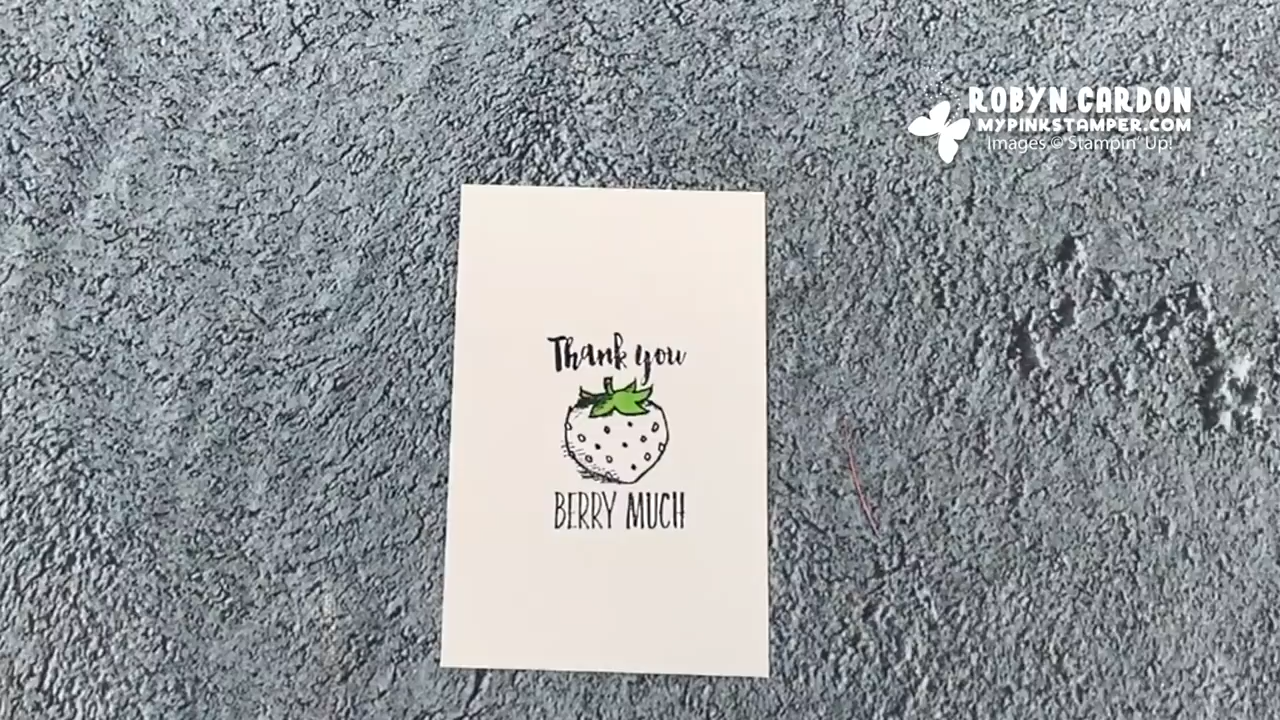 ROBYN CARDON
MYPINKSTAMPER.COM
Images © Stampin' Up!
Thank you
BERRY MUCH